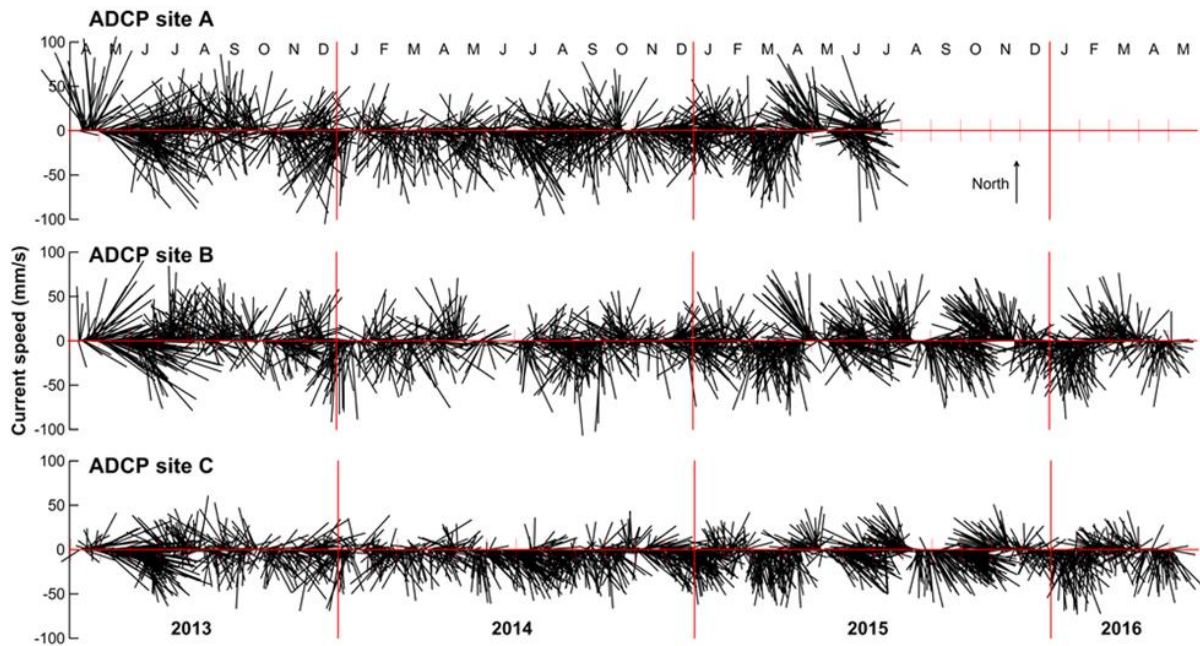 ADCP site A
100
A M J J A S O N D J F M A M J J A S O N D J F M A M J J A S O N D J F M A M
50
0
-50
North
-100
100
ADCP site B
50
0
-50
-100
Current speed (mm/s)
100
ADCP site C
50
0
-50
-100
2013 2014 2015 2016